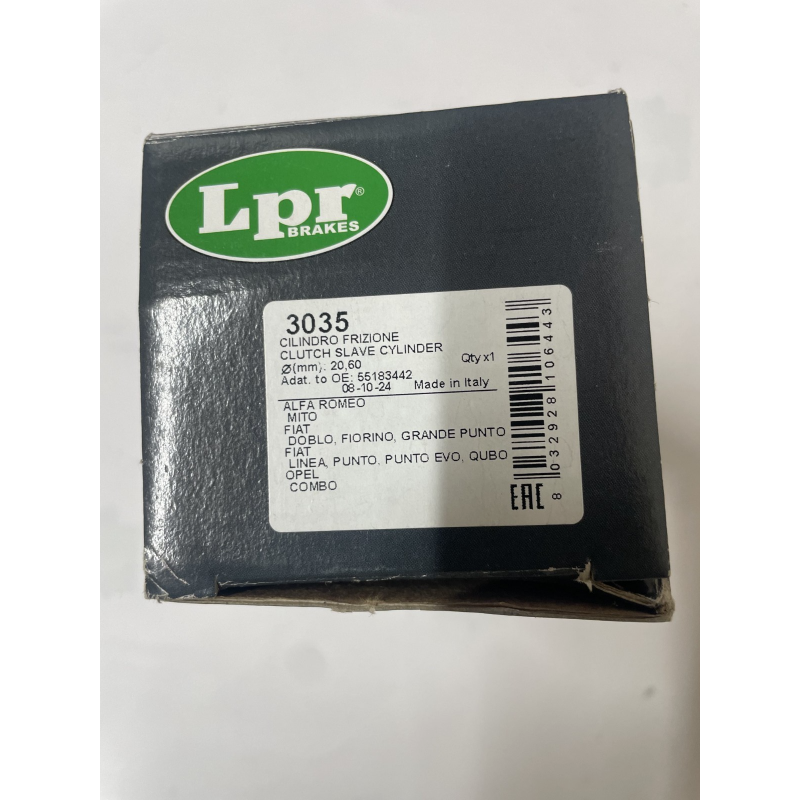 Lpr®
BRAKES
3035
CILINDRO FRIZIONE
CLUTCH SLAVE CYLINDER
Ø(mm): 20,60 Qty x1
Adat. to OE: 55183442
08-10-24 Made in Italy
ALFA ROMEO
MITO
FIAT
DOBLO, FIORINO, GRANDE PUNTO
FIAT
LINEA, PUNTO, PUNTO EVO, QUBO
OPEL
COMBO
EAC
8 032928 106443